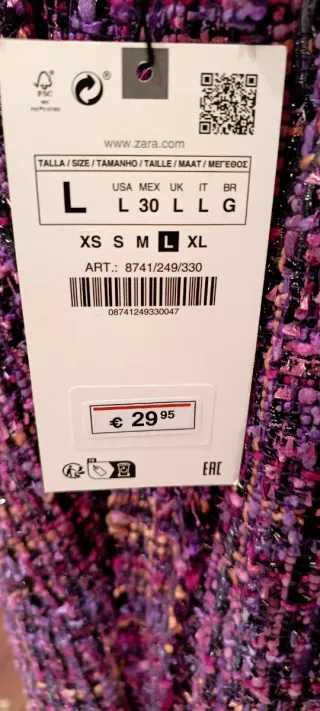 FSC
®
www.zara.com
TALLA / SIZE / TAMANHO / TAILLE / MAAT / ΜΕΓΕΘΟΣ
L USA MEX UK IT BR
L 30 L L G
XS S M L XL
ART.: 8741/249/330
08741249330047
€ 29 95
FR
EAC